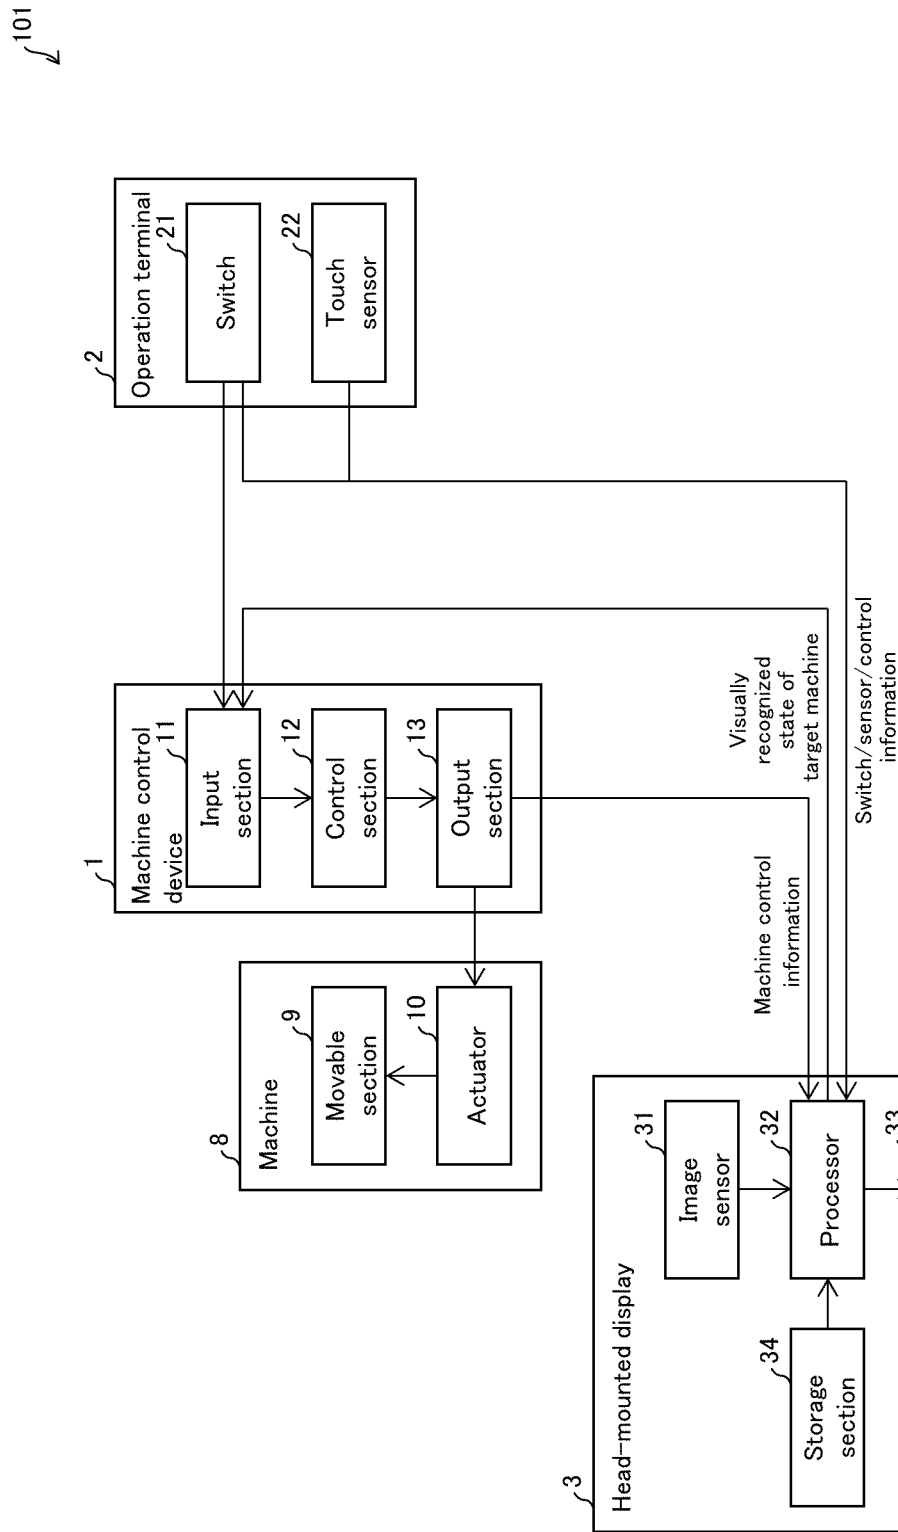 101
2
Operation terminal
21
Switch
22
Touch
sensor
1
Machine control
device
11
Input
section
12
Control
section
13
Output
section
8
Machine
9
Movable
section
10
Actuator
Visually
recognized
state of
target machine
Switch/sensor/control
information
Machine control
information
3
Head-mounted display
31
Image
sensor
32
Processor
33
34
Storage
section